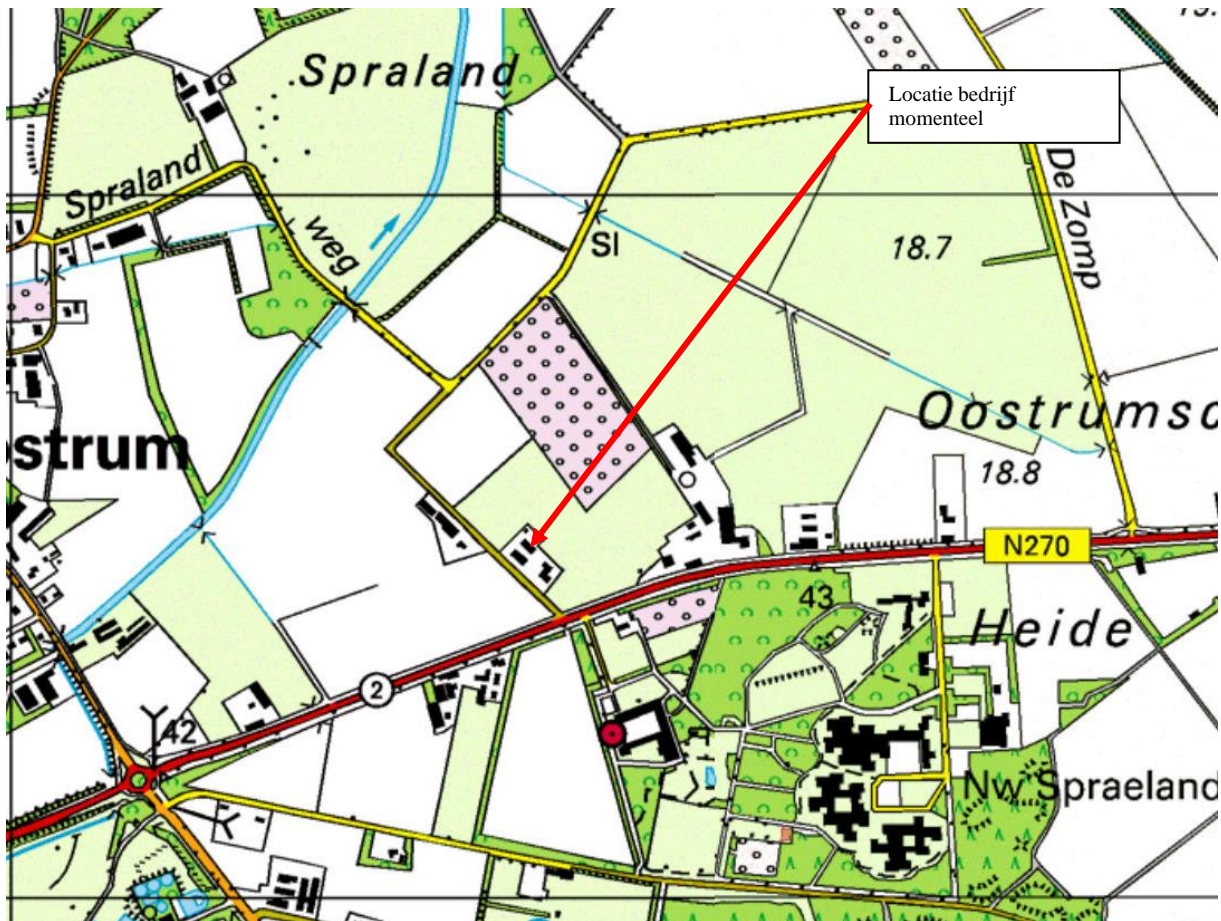 Spraland
Locatie bedrijf
momenteel
Spraland
weg
Sl
De Zomp
18.7
strum
Oostrumsc
18.8
N270
43
Heide
2
42
Nw Spraeland